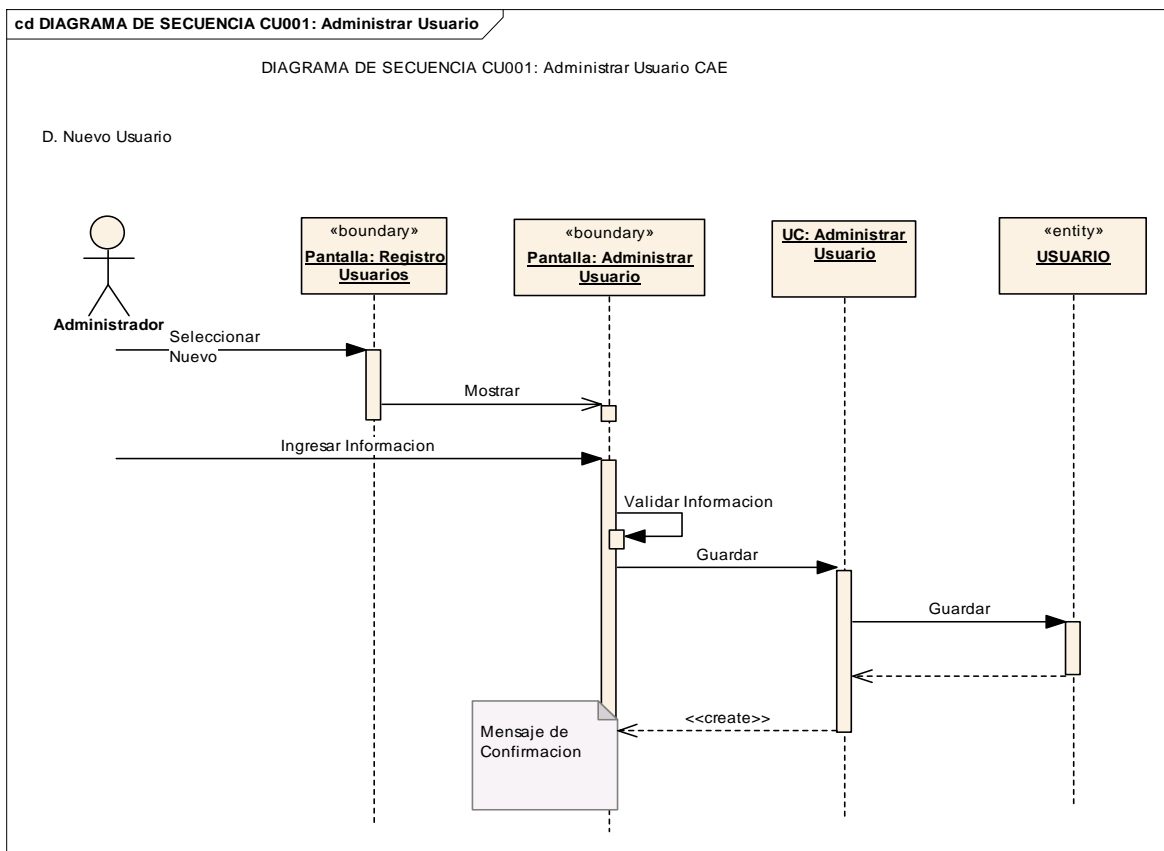 cd DIAGRAMA DE SECUENCIA CU001: Administrar Usuario
DIAGRAMA DE SECUENCIA CU001: Administrar Usuario CAE
D. Nuevo Usuario
«boundary»
Pantalla: Registro
Usuarios
«boundary»
Pantalla: Administrar
Usuario
UC: Administrar
Usuario
«entity»
USUARIO
Administrador
Seleccionar
Nuevo
Mostrar
Ingresar Informacion
Validar Informacion
Guardar
Guardar
<<create>>
Mensaje de
Confirmacion